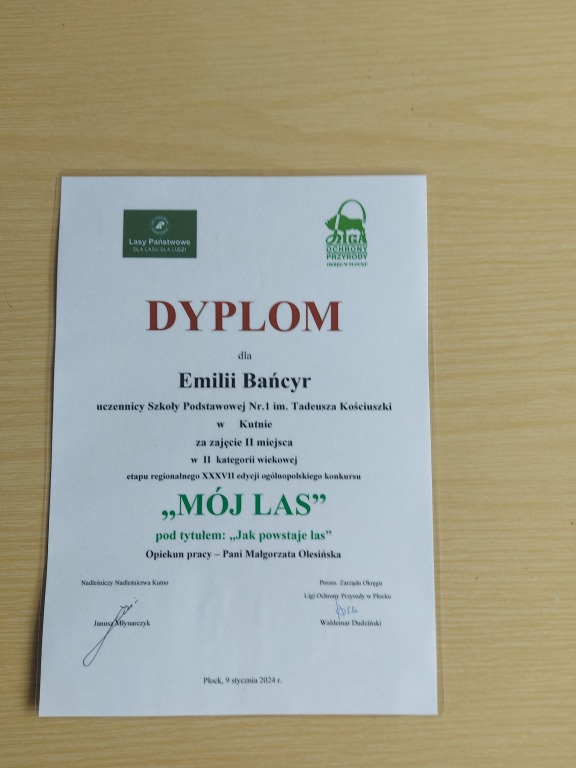 Lasy Państwowe
DLA LASU, DLA LUDZI
LIGA
OCHRONY
PRZYRODY
OKRĘG W PŁOCKU
DYPLOM
dla
Emilii Bańcyr
uczennicy Szkoły Podstawowej Nr.1 im. Tadeusza Kościuszki
w Kutnie
za zajęcie II miejsca
w II kategorii wiekowej
etapu regionalnego XXXVII edycji ogólnopolskiego konkursu
„MÓJ LAS”
pod tytułem: „Jak powstaje las”
Opiekun pracy – Pani Małgorzata Olesińska
Nadleśniczy Nadleśnictwa Kutno
Janusz Młynarczyk
Prezes Zarządu Okręgu
Ligi Ochrony Przyrody w Płocku
Waldemar Dudziński
Płock, 9 stycznia 2024 r.